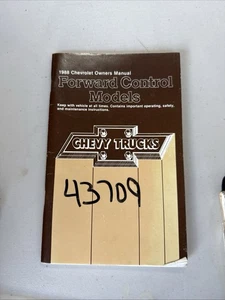 1988 Chevrolet Owners Manual
Forward Control
Models
Keep with vehicle at all times. Contains important operating, safety,
and maintenance instructions.
CHEVY TRUCKS
43709